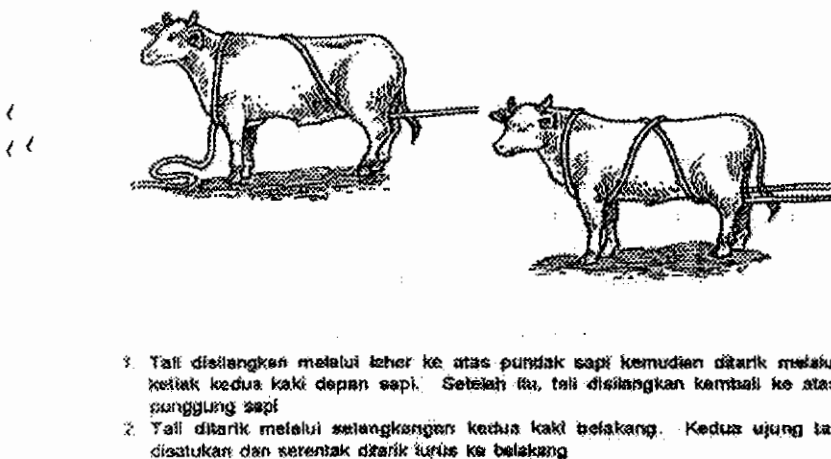 1. Tali disilangkan melalui leher ke atas pundak sapi kemudian ditarik melalui
ketiak kedua kaki depan sapi. Setelah itu, tali disilangkan kembali ke atas
punggung sapi
2. Tali ditarik melalui selangkangan kedua kaki belakang. Kedua ujung
disatukan dan serentak ditarik lurus ke belakang